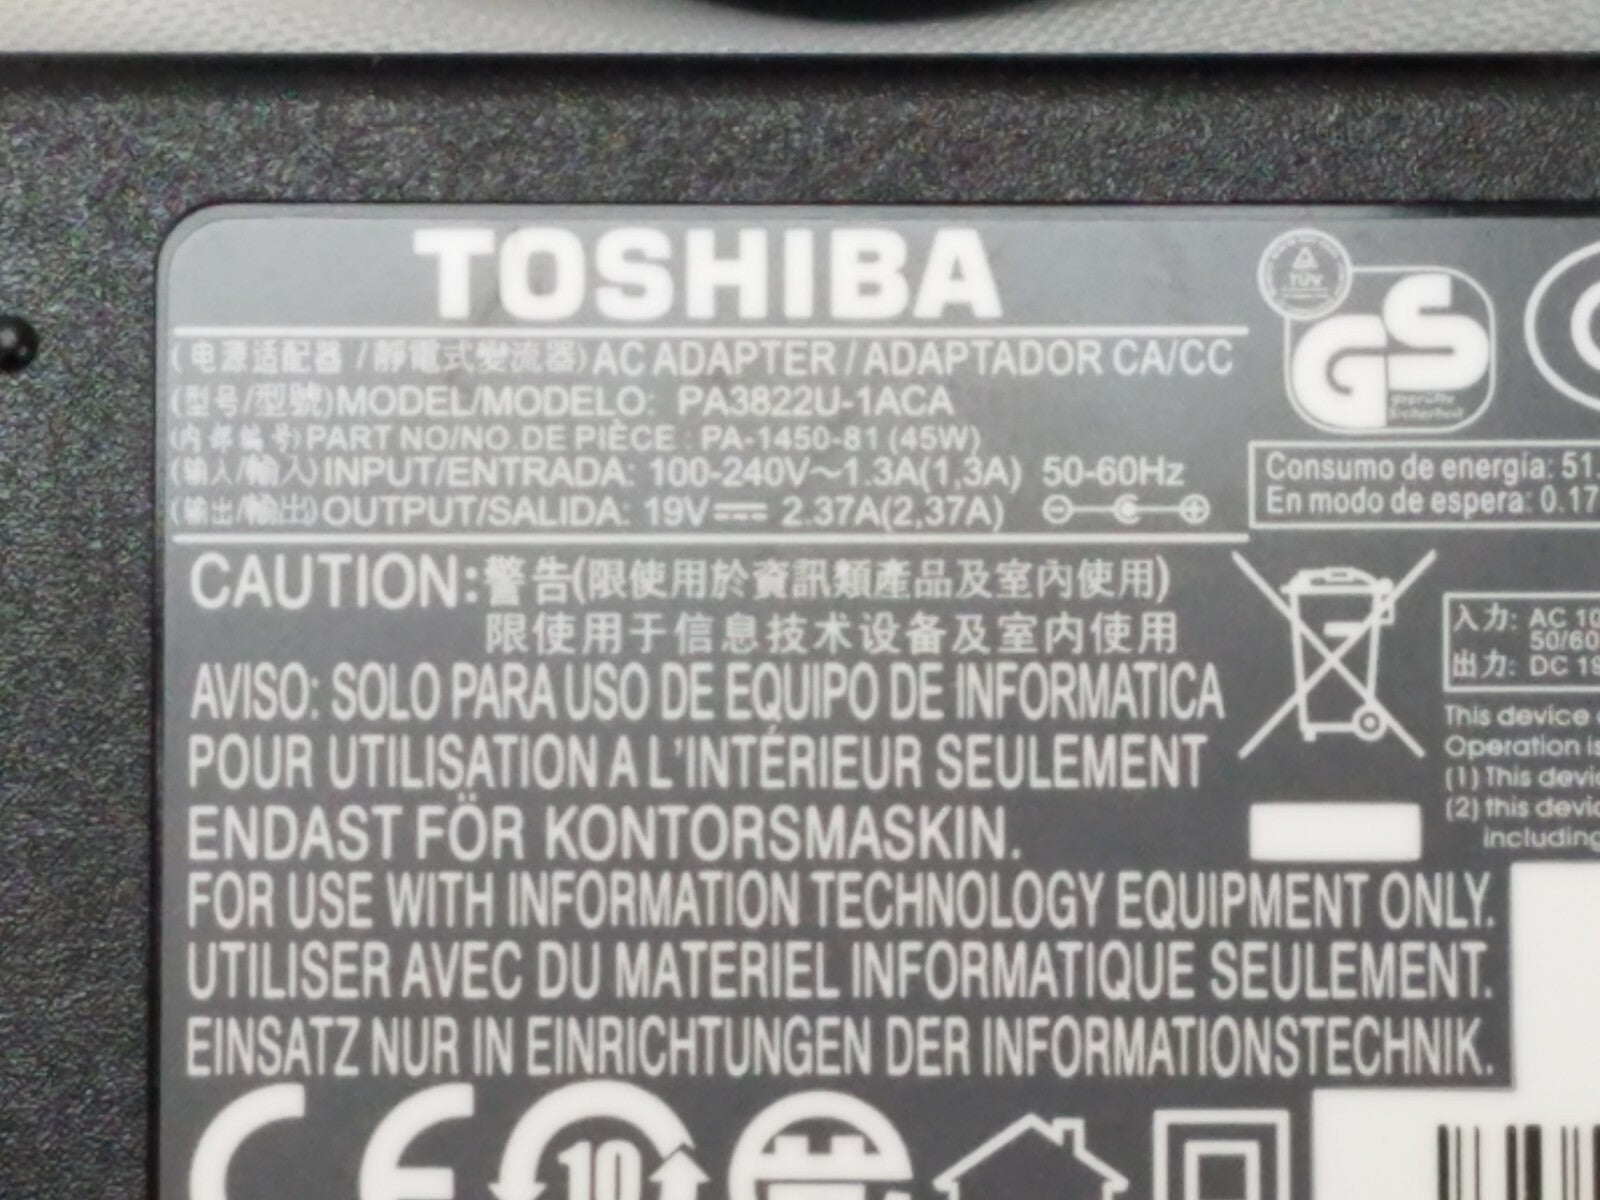 TOSHIBA
(电源适配器 / 靜電式變流器) AC ADAPTER / ADAPTADOR CA/CC
(型号/型號) MODEL/MODELO: PA3822U-1ACA
(内部编号) PART NO/NO.DE PIÈCE : PA-1450-81 (45W)
(输入/輸入) INPUT/ENTRADA: 100-240V～1.3A(1,3A) 50-60Hz
(输出/輸出) OUTPUT/SALIDA: 19V⎓ 2.37A(2,37A)
CAUTION:警告(限使用於資訊類產品及室內使用)
限使用于信息技术设备及室内使用
AVISO: SOLO PARA USO DE EQUIPO DE INFORMATICA
POUR UTILISATION A L'INTÉRIEUR SEULEMENT
ENDAST FÖR KONTORSMASKIN.
FOR USE WITH INFORMATION TECHNOLOGY EQUIPMENT ONLY.
UTILISER AVEC DU MATERIEL INFORMATIQUE SEULEMENT.
EINSATZ NUR IN EINRICHTUNGEN DER INFORMATIONSTECHNIK.
TÜV
GS
geprüfte
Sicherheit
Consumo de energía: 51.
En modo de espera: 0.17
入力: AC 10
50/60
出力: DC 19
This device
Operation is
(1) This devic
(2) this devic
including
CE
10